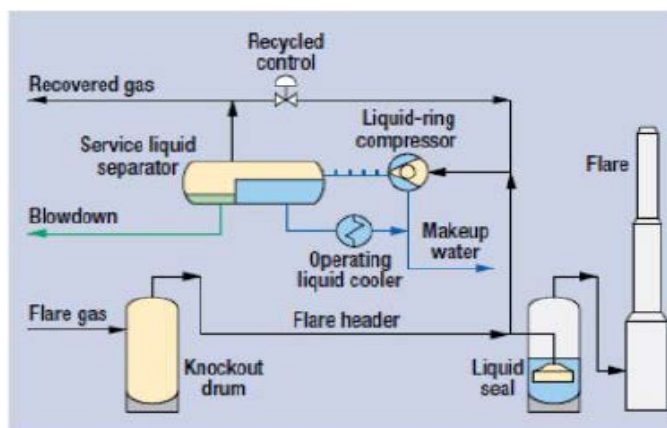 Recycled
control
Recovered gas
Liquid-ring
compressor
Service liquid
separator
Flare
Blowdown
Makeup
water
Operating
liquid cooler
Flare gas
Flare header
Knockout
drum
Liquid
seal